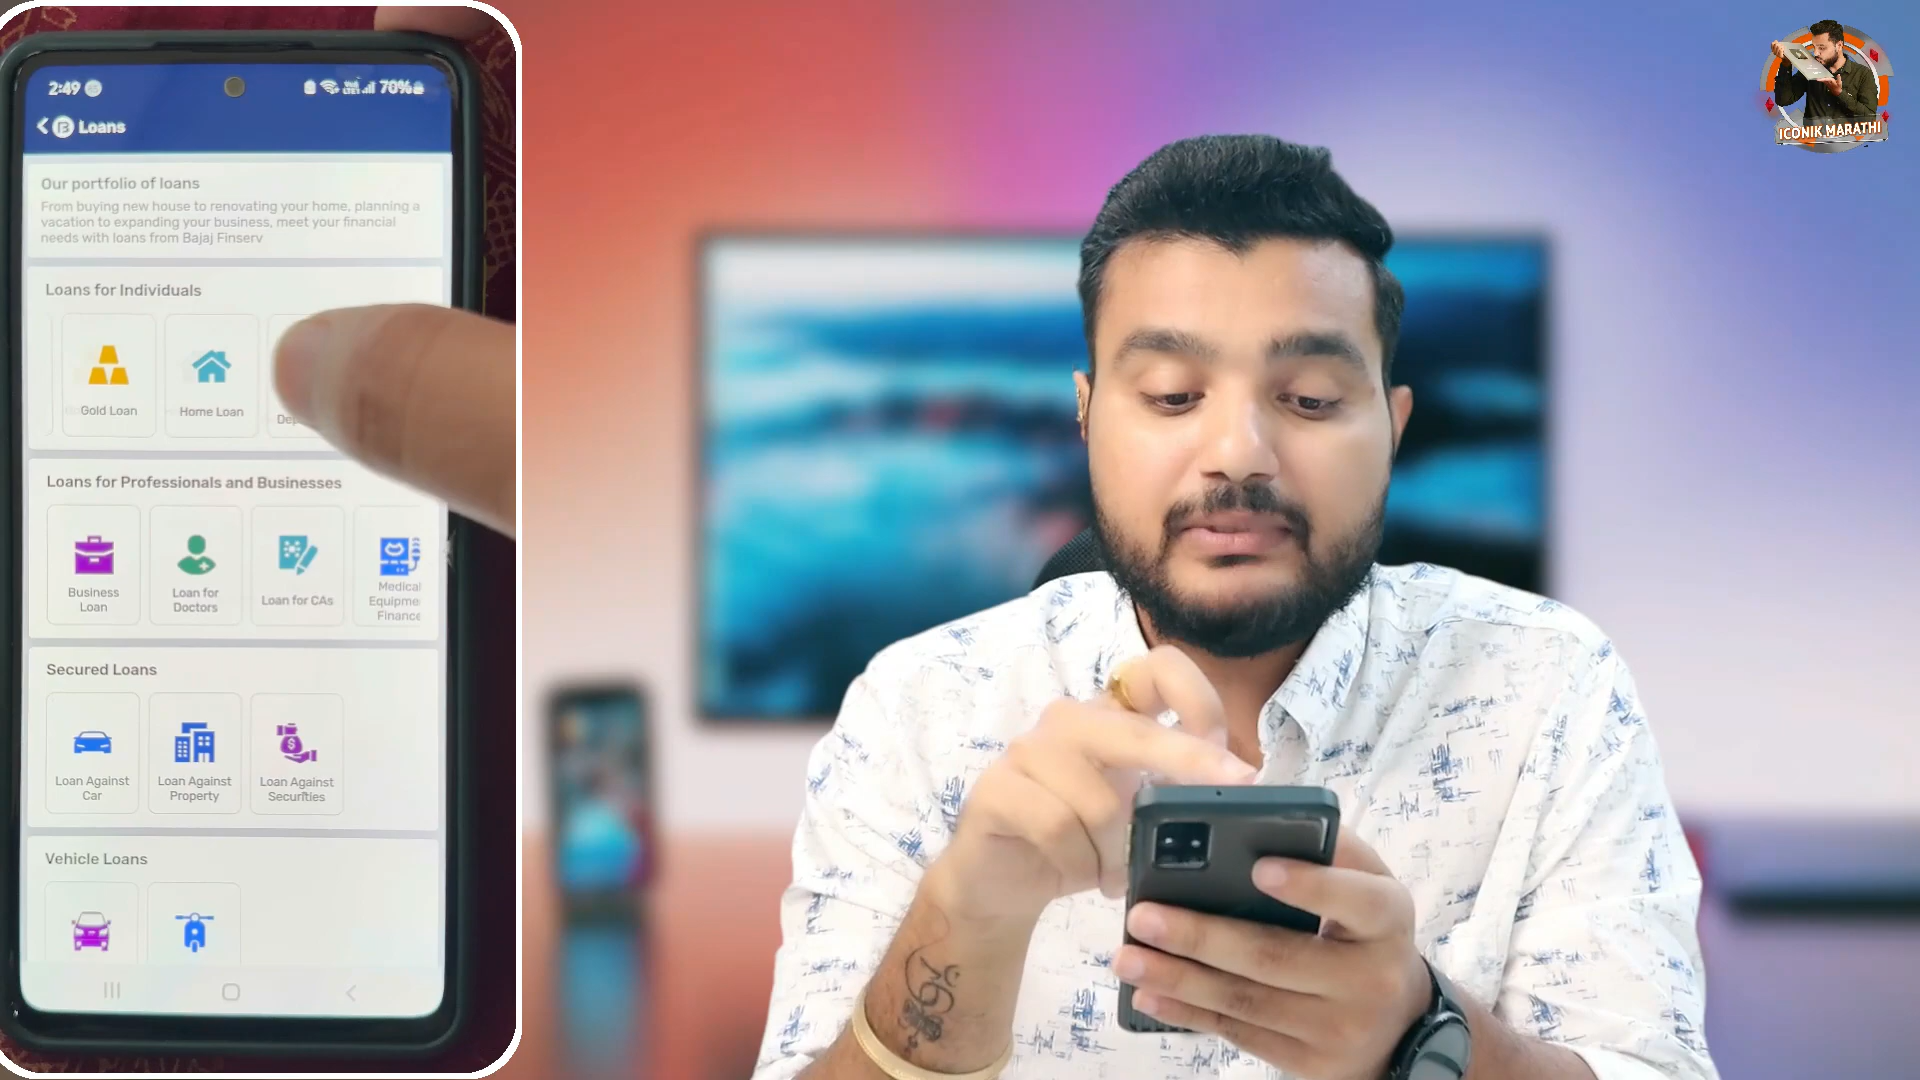 2:49
70%
Loans
Our portfolio of loans
From buying new house to renovating your home, planning a
vacation to expanding your business, meet your financial
needs with loans from Bajaj Finserv
Loans for Individuals
Gold Loan
Home Loan
Loans for Professionals and Businesses
Business
Loan
Loan for
Doctors
Loan for CAs
Medical
Equipme
Finance
Secured Loans
Loan Against
Car
Loan Against
Property
Loan Against
Securities
Vehicle Loans
ICONIK MARATHI